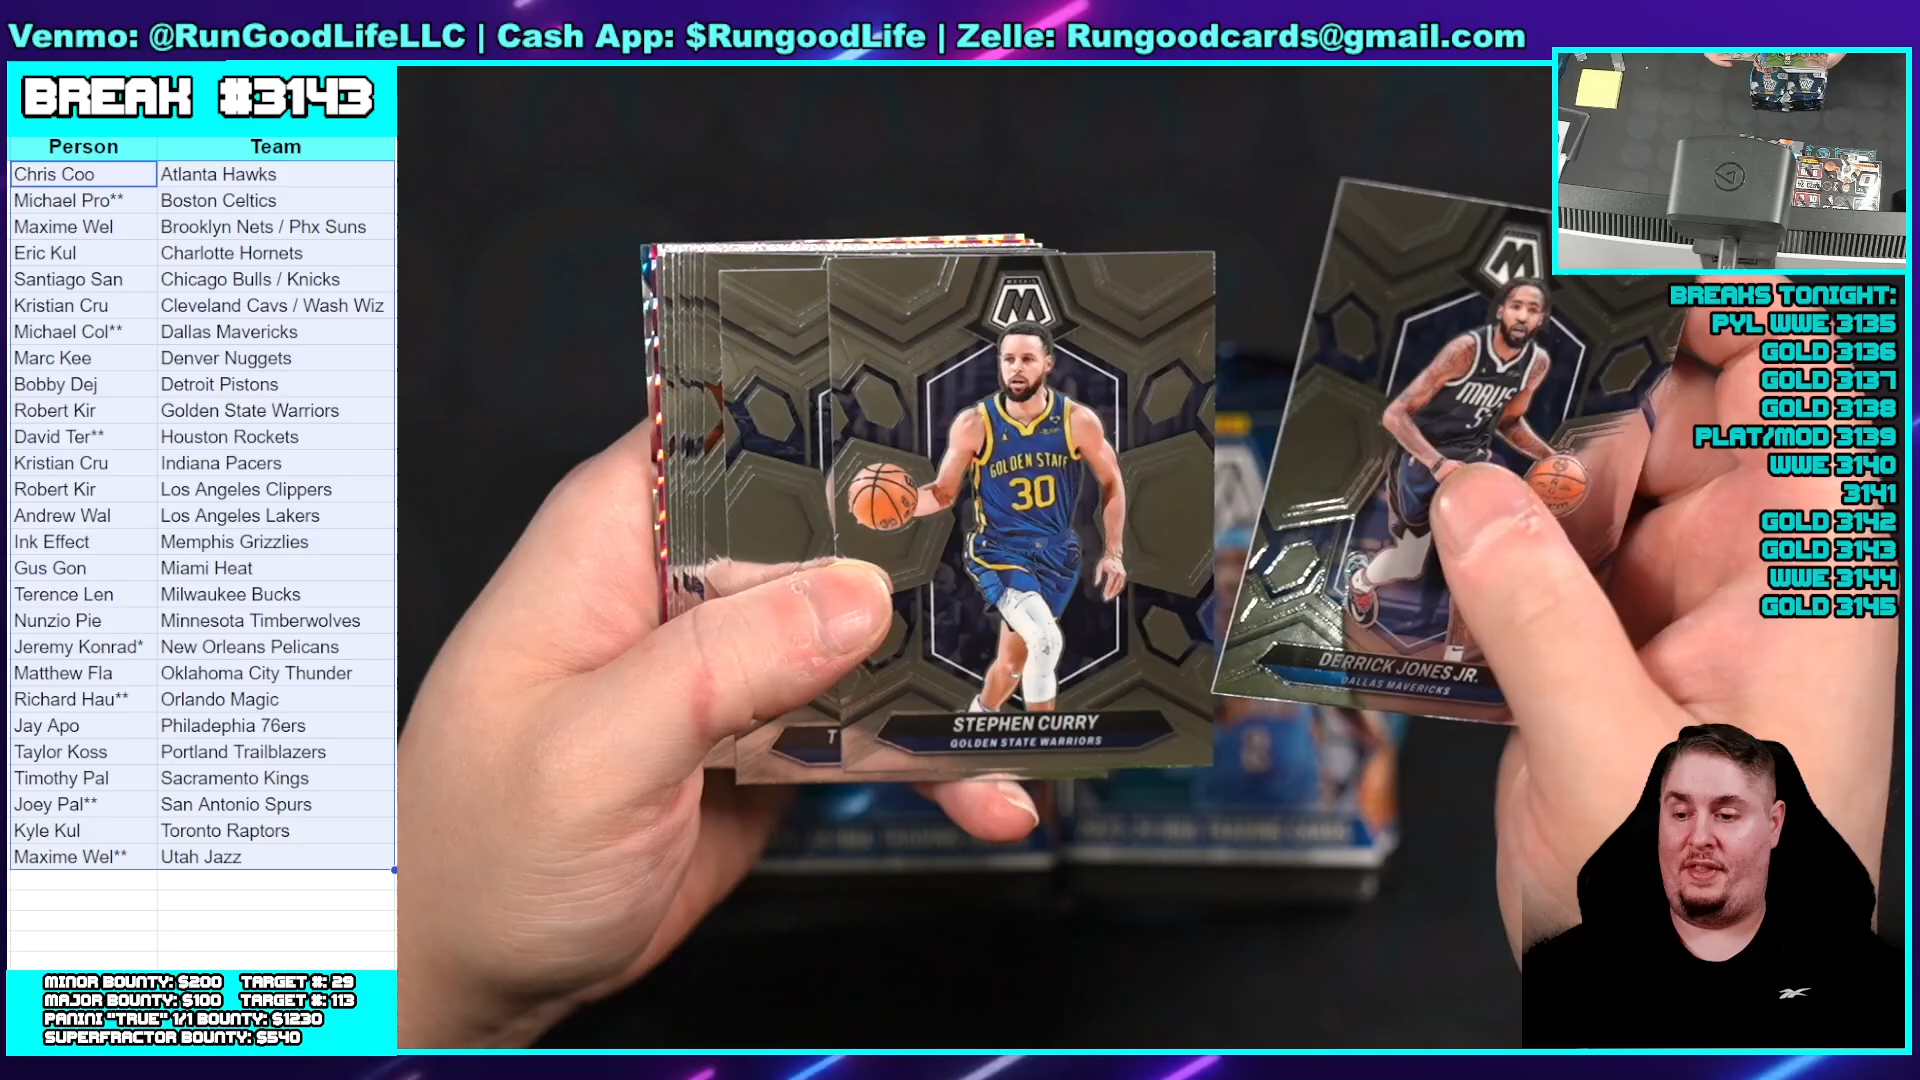 Venmo: @RunGoodLifeLLC | Cash App: $RungoodLife | Zelle: Rungoodcards@gmail.com
BREAK #3143
Person Team
Chris Coo Atlanta Hawks
Michael Pro** Boston Celtics
Maxime Wel Brooklyn Nets / Phx Suns
Eric Kul Charlotte Hornets
Santiago San Chicago Bulls / Knicks
Kristian Cru Cleveland Cavs / Wash Wiz
Michael Col** Dallas Mavericks
Marc Kee Denver Nuggets
Bobby Dej Detroit Pistons
Robert Kir Golden State Warriors
David Ter** Houston Rockets
Kristian Cru Indiana Pacers
Robert Kir Los Angeles Clippers
Andrew Wal Los Angeles Lakers
Ink Effect Memphis Grizzlies
Gus Gon Miami Heat
Terence Len Milwaukee Bucks
Nunzio Pie Minnesota Timberwolves
Jeremy Konrad* New Orleans Pelicans
Matthew Fla Oklahoma City Thunder
Richard Hau** Orlando Magic
Jay Apo Philadephia 76ers
Taylor Koss Portland Trailblazers
Timothy Pal Sacramento Kings
Joey Pal** San Antonio Spurs
Kyle Kul Toronto Raptors
Maxime Wel** Utah Jazz
MINOR BOUNTY: $200 TARGET #: 29
MAJOR BOUNTY: $100 TARGET #: 113
PANINI "TRUE" 1/1 BOUNTY: $1230
SUPERFRACTOR BOUNTY: $540
GOLDEN STATE
30
STEPHEN CURRY
GOLDEN STATE WARRIORS
MAVS
DERRICK JONES JR.
DALLAS MAVERICKS
BREAKS TONIGHT:
PYL WWE 3135
GOLD 3136
GOLD 3137
GOLD 3138
PLAT/MOD 3139
WWE 3140
3141
GOLD 3142
GOLD 3143
WWE 3144
GOLD 3145